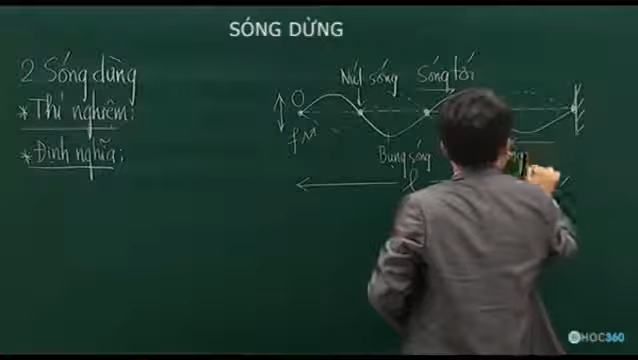 SÓNG DỪNG
2 Sóng dừng
* Thí nghiệm:
* Định nghĩa:
Nút sóng
Sóng tới
O
Bụng sóng
l
HOC360